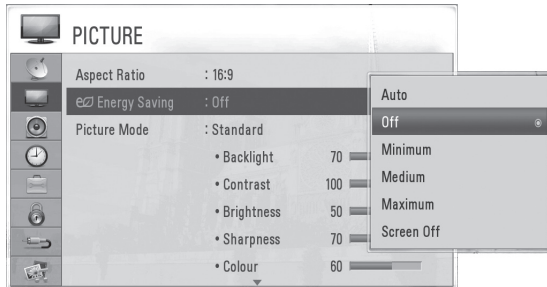 PICTURE
Aspect Ratio : 16:9
Energy Saving : Off
Picture Mode : Standard
• Backlight 70
• Contrast 100
• Brightness 50
• Sharpness 70
• Colour 60
Auto
Off
Minimum
Medium
Maximum
Screen Off